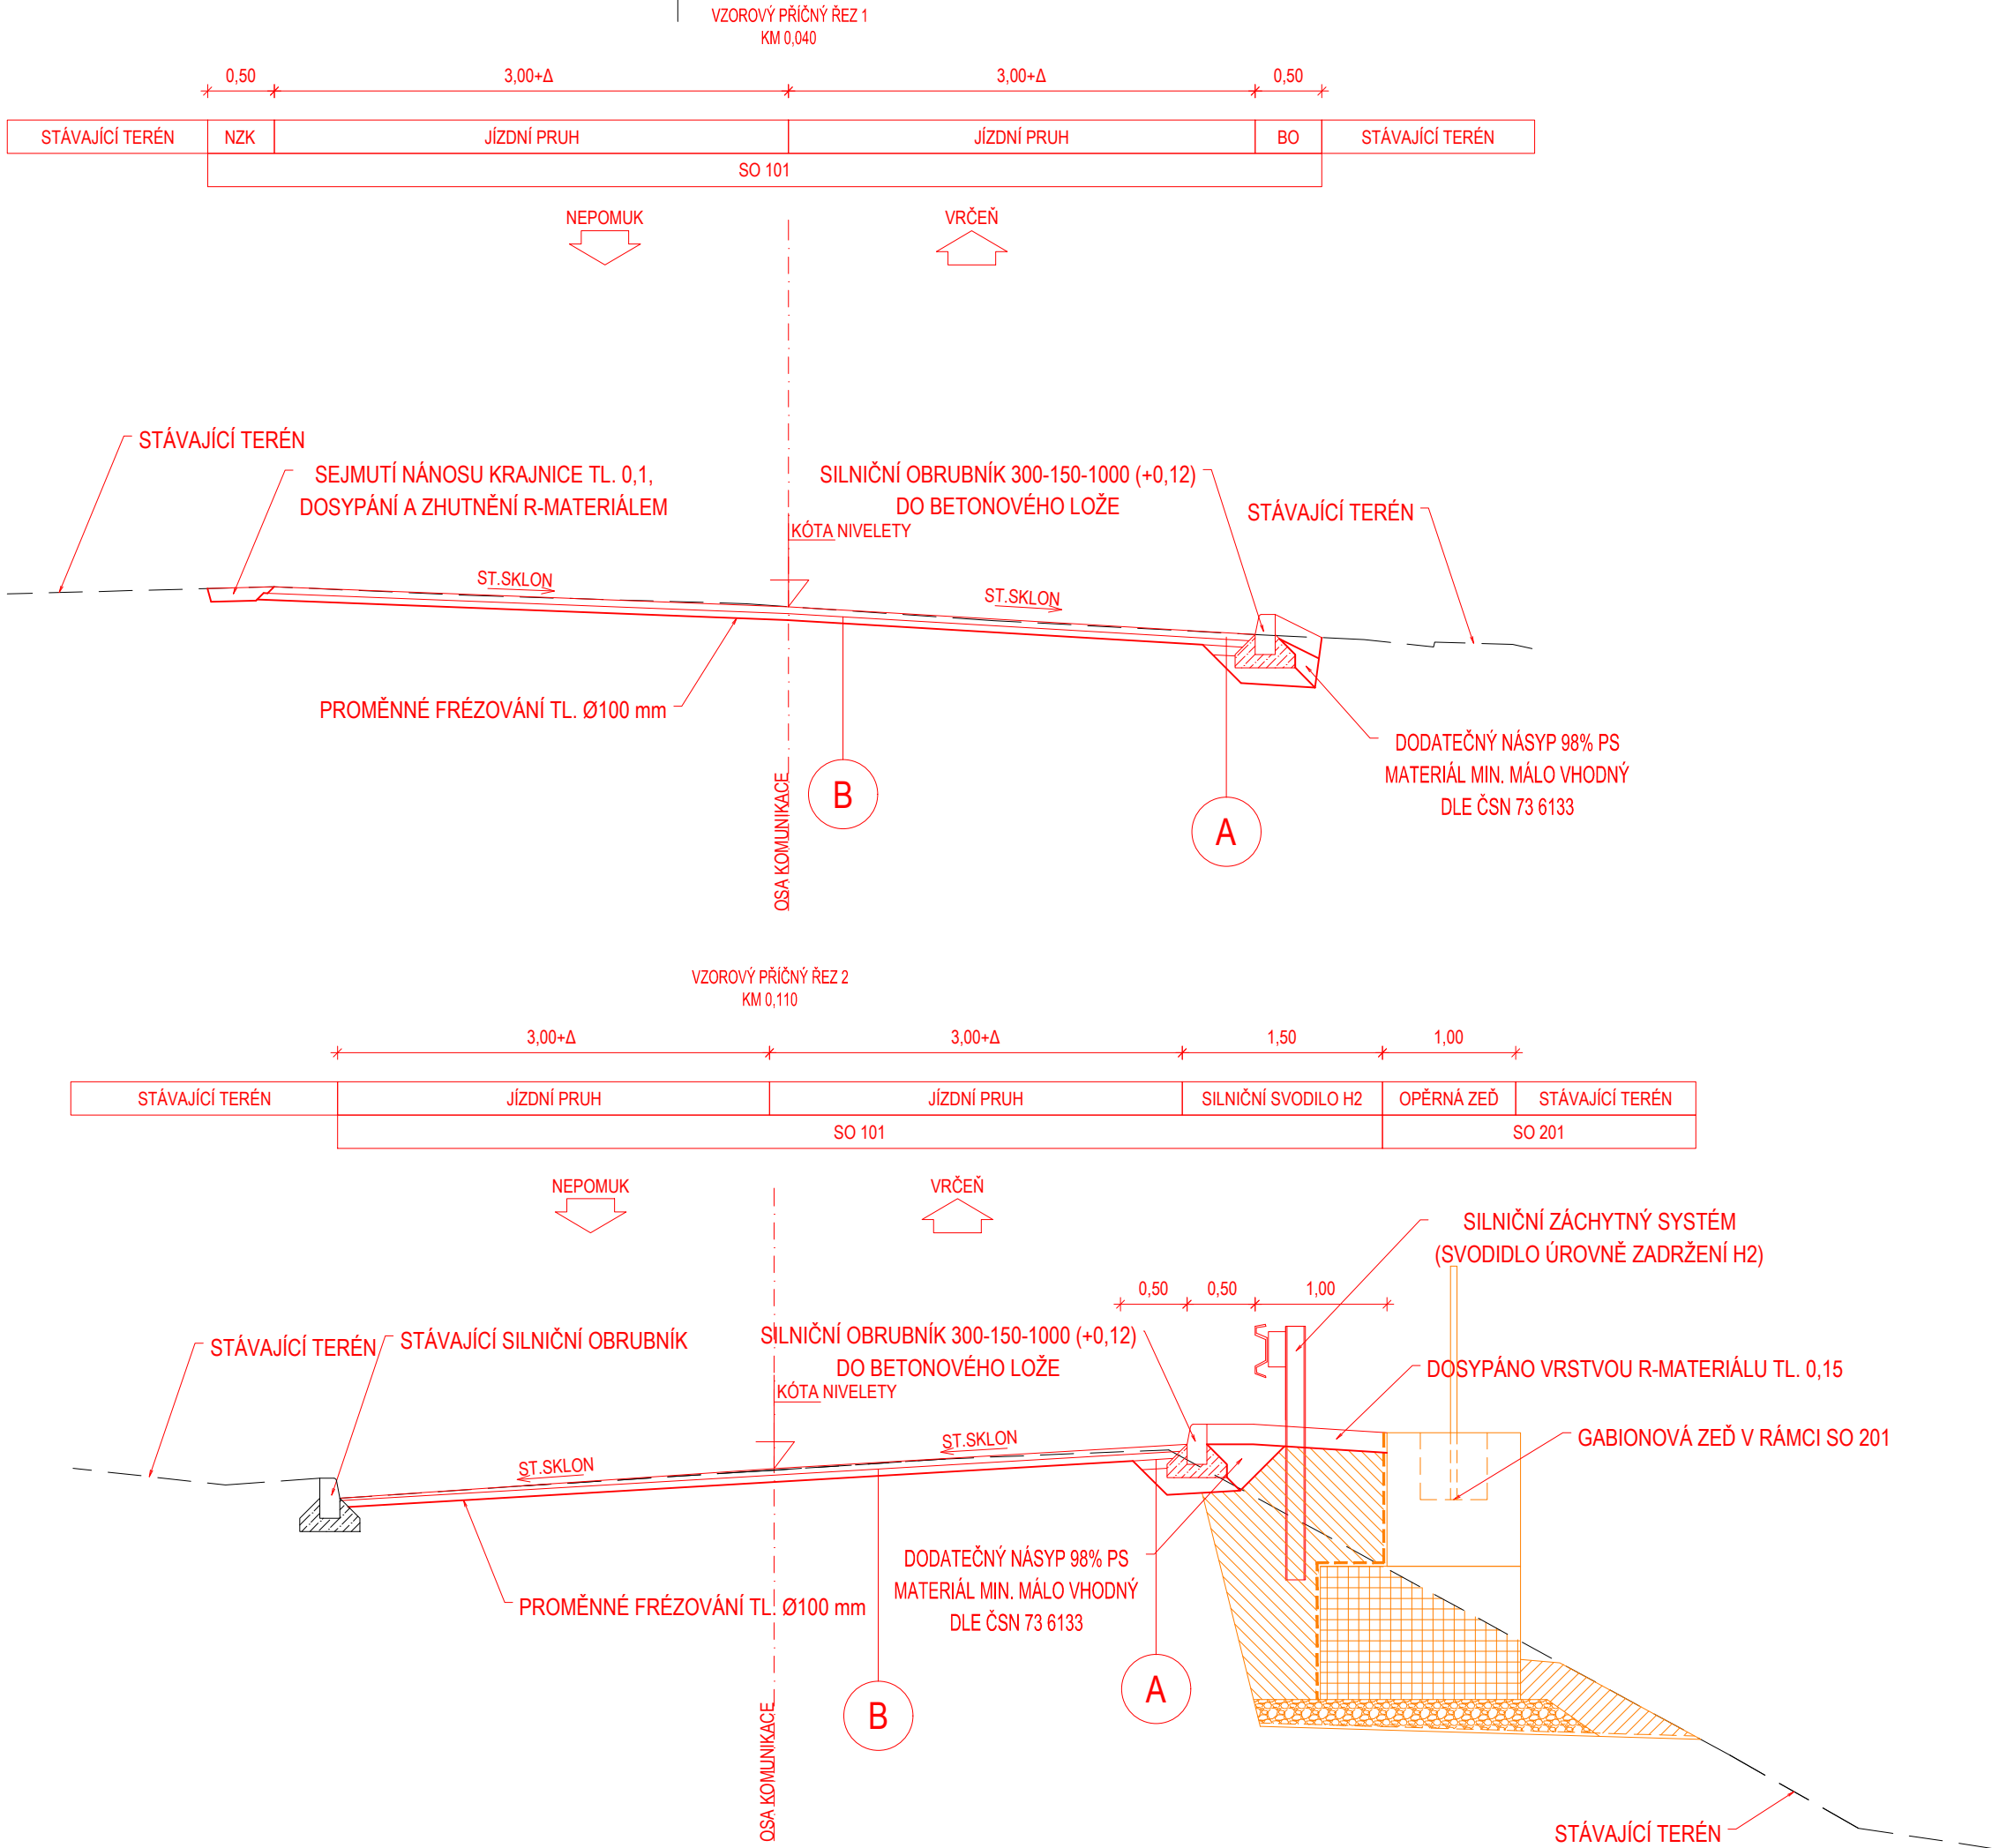 VZOROVÝ PŘÍČNÝ ŘEZ 1
KM 0,040
0,50 3,00+Δ 3,00+Δ 0,50
STÁVAJÍCÍ TERÉN NZK JÍZDNÍ PRUH JÍZDNÍ PRUH BO STÁVAJÍCÍ TERÉN
SO 101
NEPOMUK VRČEŇ
STÁVAJÍCÍ TERÉN
SEJMUTÍ NÁNOSU KRAJNICE TL. 0,1,
DOSYPÁNÍ A ZHUTNĚNÍ R-MATERIÁLEM
SILNIČNÍ OBRUBNÍK 300-150-1000 (+0,12)
DO BETONOVÉHO LOŽE
STÁVAJÍCÍ TERÉN
KÓTA NIVELETY
ST.SKLON
ST.SKLON
PROMĚNNÉ FRÉZOVÁNÍ TL. Ø100 mm
DODATEČNÝ NÁSYP 98% PS
MATERIÁL MIN. MÁLO VHODNÝ
DLE ČSN 73 6133
B
A
OSA KOMUNIKACE
VZOROVÝ PŘÍČNÝ ŘEZ 2
KM 0,110
3,00+Δ 3,00+Δ 1,50 1,00
STÁVAJÍCÍ TERÉN JÍZDNÍ PRUH JÍZDNÍ PRUH SILNIČNÍ SVODILO H2 OPĚRNÁ ZEĎ STÁVAJÍCÍ TERÉN
SO 101 SO 201
NEPOMUK VRČEŇ
SILNIČNÍ ZÁCHYTNÝ SYSTÉM
(SVODIDLO ÚROVNĚ ZADRŽENÍ H2)
0,50 0,50 1,00
STÁVAJÍCÍ TERÉN
STÁVAJÍCÍ SILNIČNÍ OBRUBNÍK
SILNIČNÍ OBRUBNÍK 300-150-1000 (+0,12)
DO BETONOVÉHO LOŽE
DOSYPÁNO VRSTVOU R-MATERIÁLU TL. 0,15
KÓTA NIVELETY
GABIONOVÁ ZEĎ V RÁMCI SO 201
ST.SKLON
ST.SKLON
DODATEČNÝ NÁSYP 98% PS
MATERIÁL MIN. MÁLO VHODNÝ
DLE ČSN 73 6133
PROMĚNNÉ FRÉZOVÁNÍ TL. Ø100 mm
A
B
OSA KOMUNIKACE
STÁVAJÍCÍ TERÉN